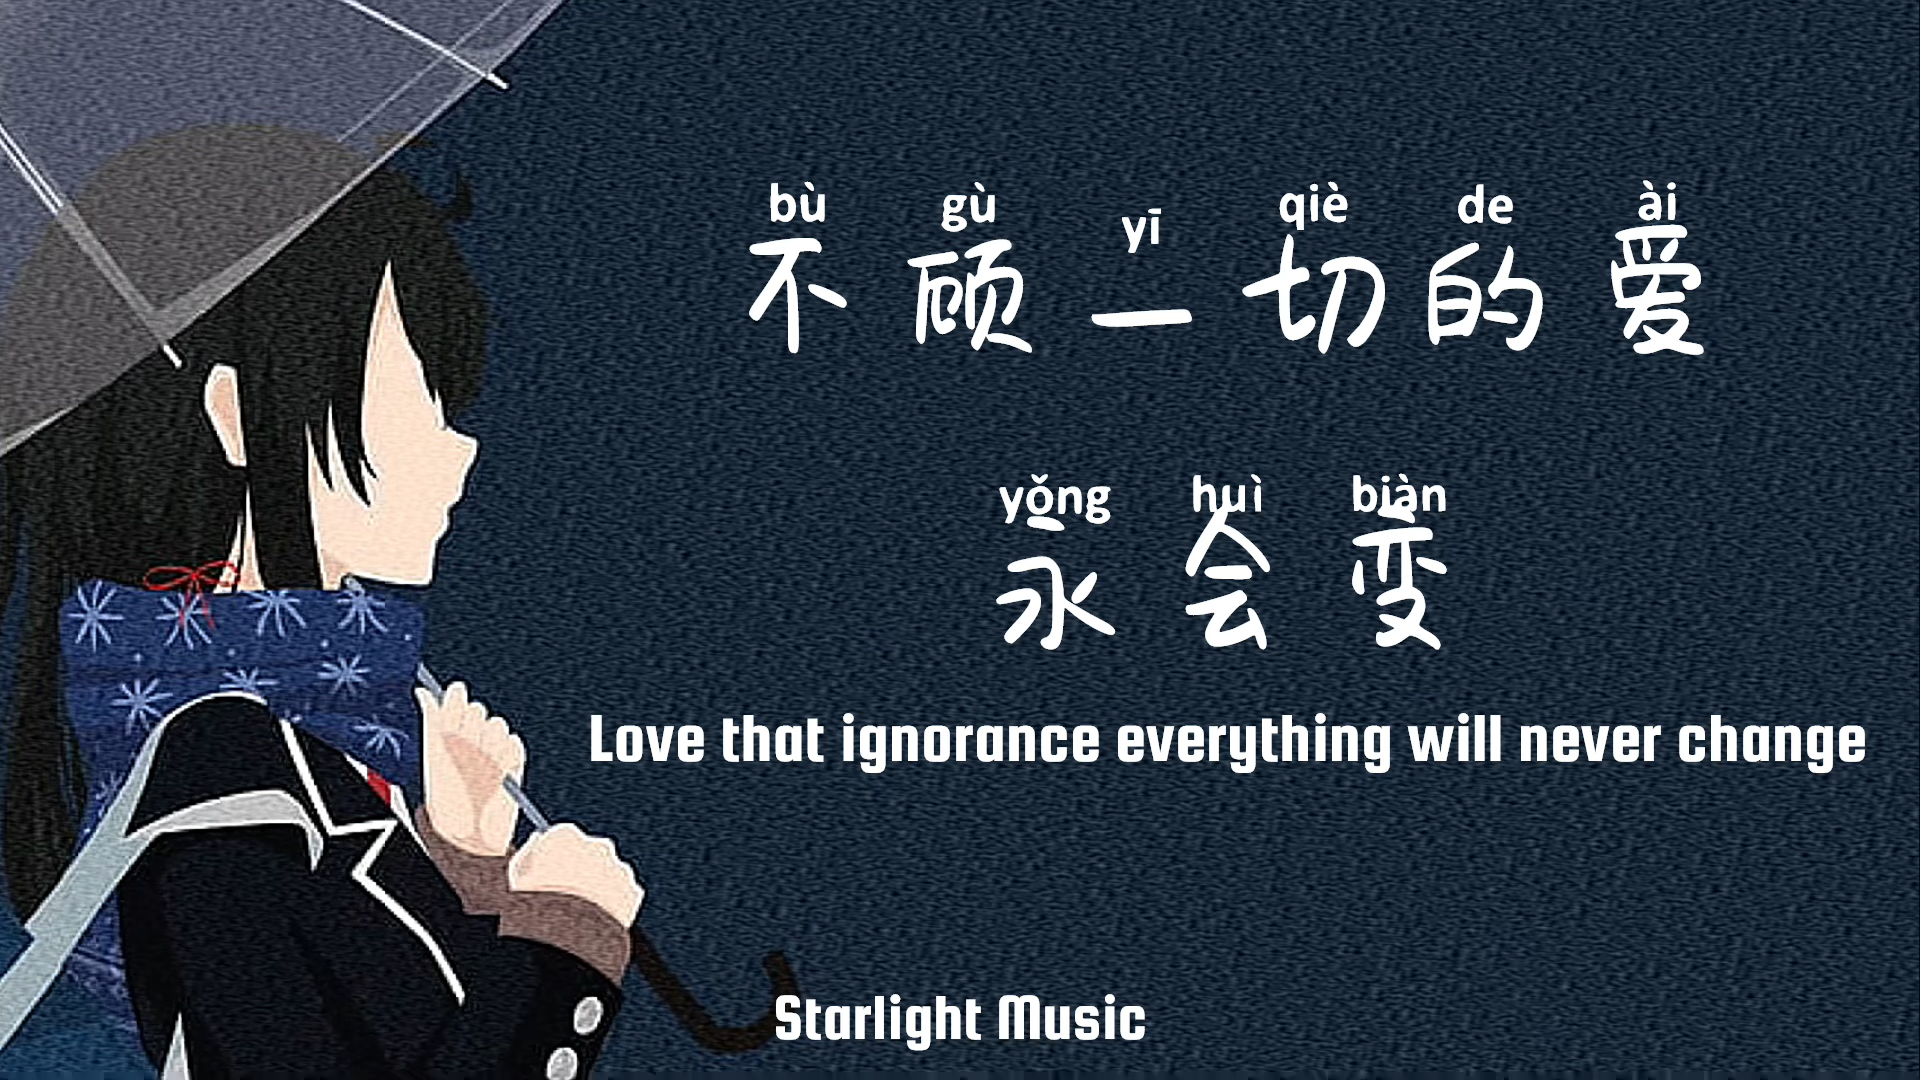 bù gù yī qiè de ài
不顾一切的爱
yǒng huì biàn
永会变
Love that ignorance everything will never change
Starlight Music